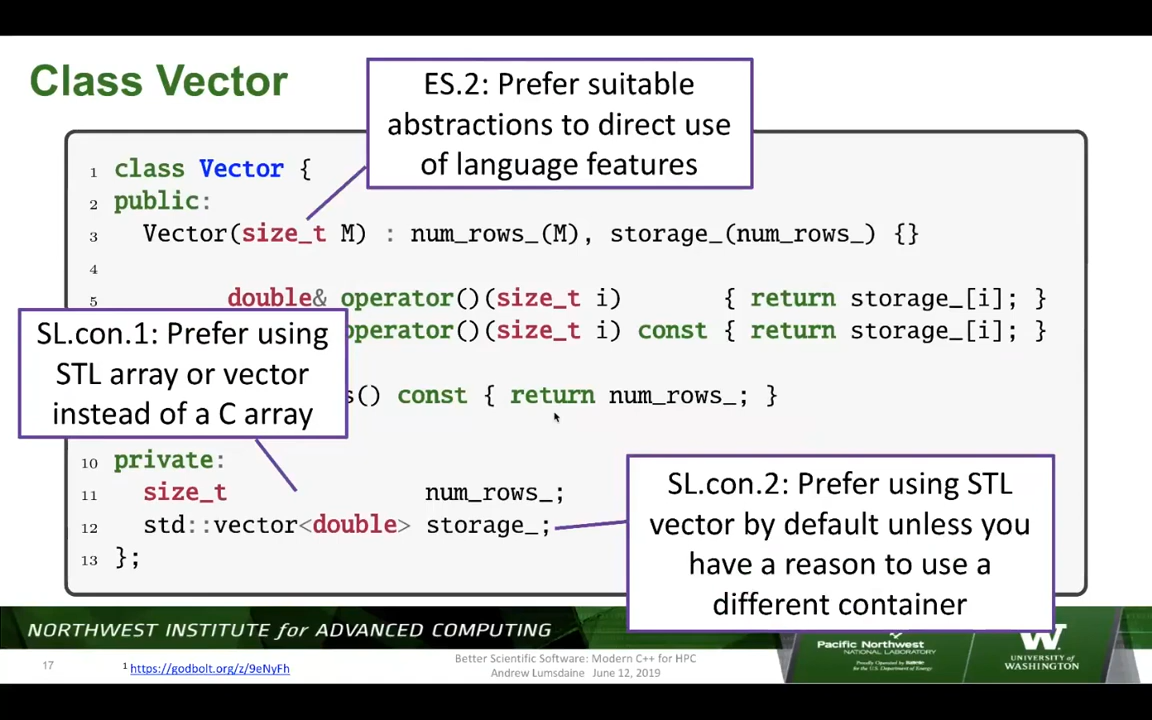 Class Vector
ES.2: Prefer suitable
abstractions to direct use
of language features
1 class Vector {
2 public:
3 Vector(size_t M) : num_rows_(M), storage_(num_rows_) {}
4
5 double& operator()(size_t i) { return storage_[i]; }
operator()(size_t i) const { return storage_[i]; }
s() const { return num_rows_; }
SL.con.1: Prefer using
STL array or vector
instead of a C array
10 private:
11 size_t num_rows_;
12 std::vector<double> storage_;
13 };
SL.con.2: Prefer using STL
vector by default unless you
have a reason to use a
different container
NORTHWEST INSTITUTE for ADVANCED COMPUTING
Pacific Northwest
NATIONAL LABORATORY
W
UNIVERSITY of
WASHINGTON
17
1 https://godbolt.org/z/9eNyFh
Better Scientific Software: Modern C++ for HPC
Andrew Lumsdaine June 12, 2019